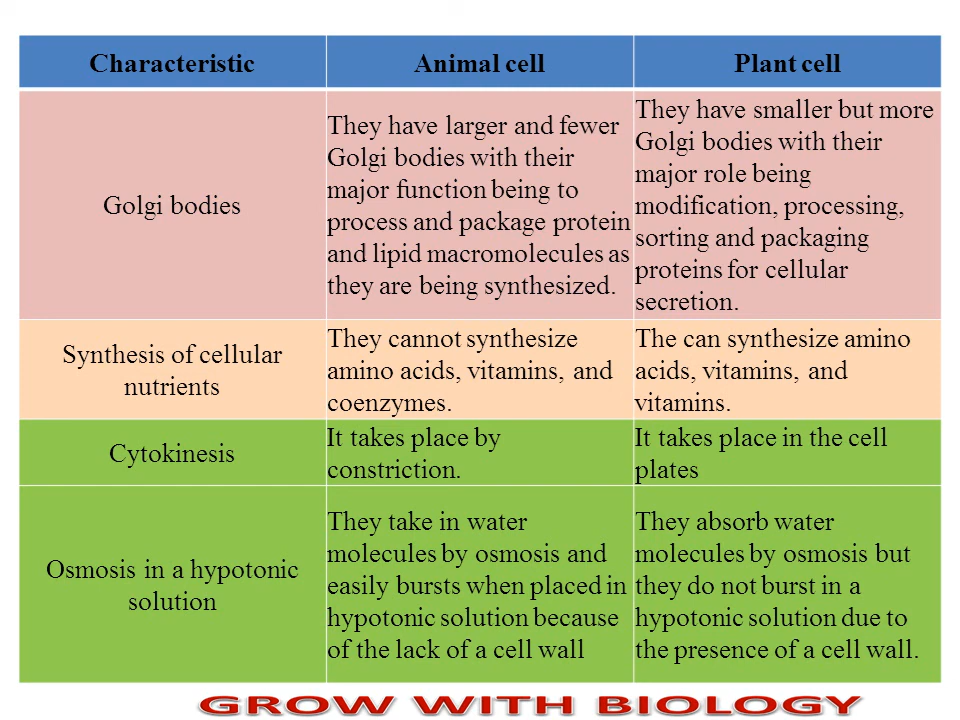 Characteristic
Animal cell
Plant cell
Golgi bodies
They have larger and fewer
Golgi bodies with their
major function being to
process and package protein
and lipid macromolecules as
they are being synthesized.
They have smaller but more
Golgi bodies with their
major role being
modification, processing,
sorting and packaging
proteins for cellular
secretion.
Synthesis of cellular
nutrients
They cannot synthesize
amino acids, vitamins, and
coenzymes.
The can synthesize amino
acids, vitamins, and
vitamins.
Cytokinesis
It takes place by
constriction.
It takes place in the cell
plates
Osmosis in a hypotonic
solution
They take in water
molecules by osmosis and
easily bursts when placed in
hypotonic solution because
of the lack of a cell wall
They absorb water
molecules by osmosis but
they do not burst in a
hypotonic solution due to
the presence of a cell wall.
GROW WITH BIOLOGY